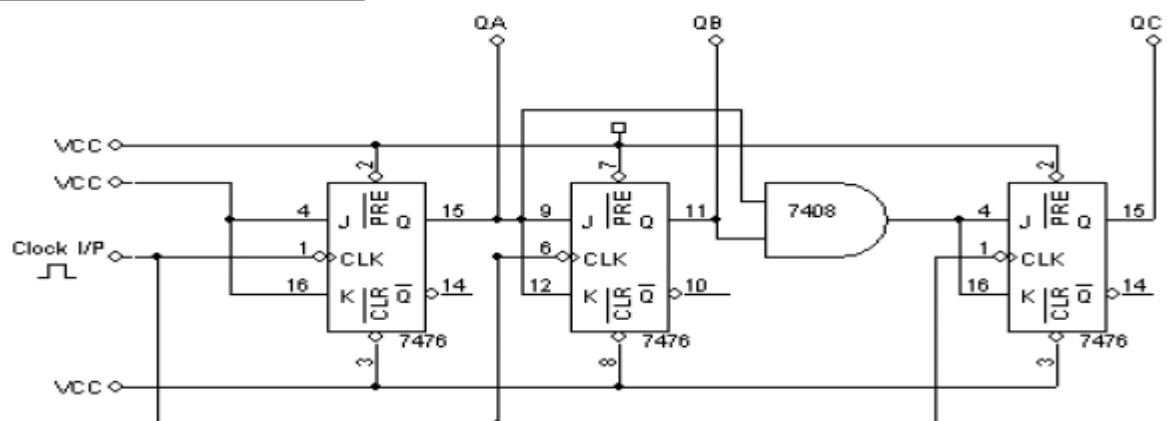 QA QB QC
VCC
2 7 2
VCC
4 J PRE Q 15 9 J PRE Q 11 7408 4 J PRE Q 15
Clock I/P 1 CLK 6 CLK 1 CLK
16 K CLR Q 14 12 K CLR Q 10 16 K CLR Q 14
7476 7476 7476
3 8 3
VCC